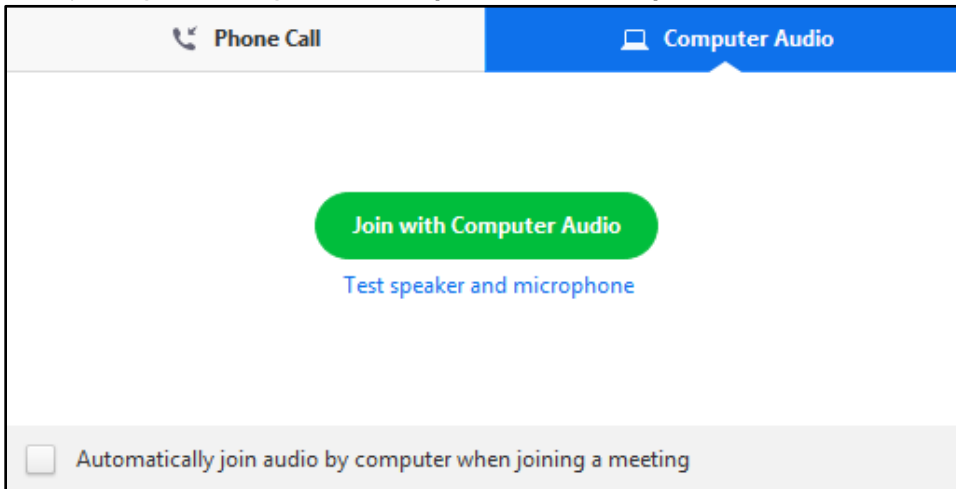 Phone Call
Computer Audio
Join with Computer Audio
Test speaker and microphone
Automatically join audio by computer when joining a meeting